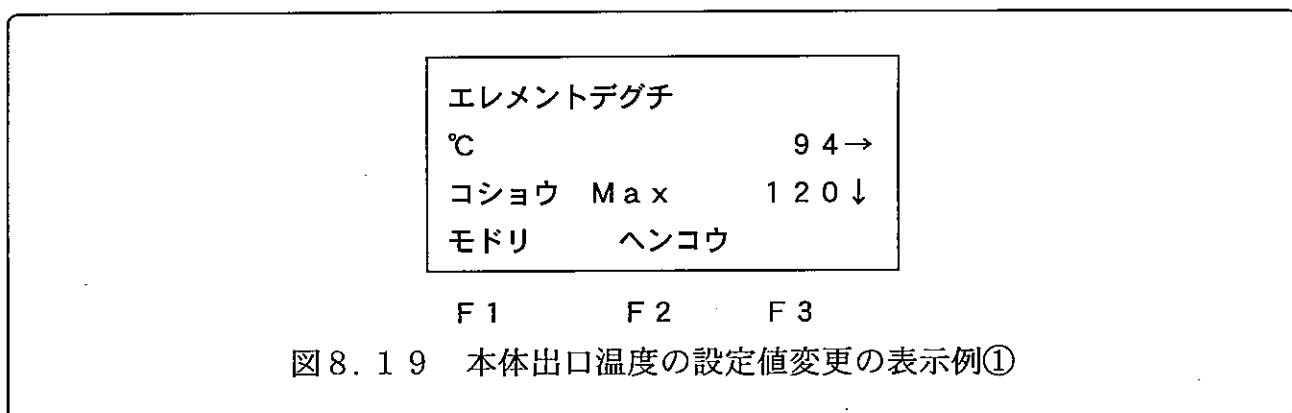 エレメントデグチ
℃ 94→
コショウ Max 120↓
モドリ ヘンコウ
F1 F2 F3
図8.19 本体出口温度の設定値変更の表示例①